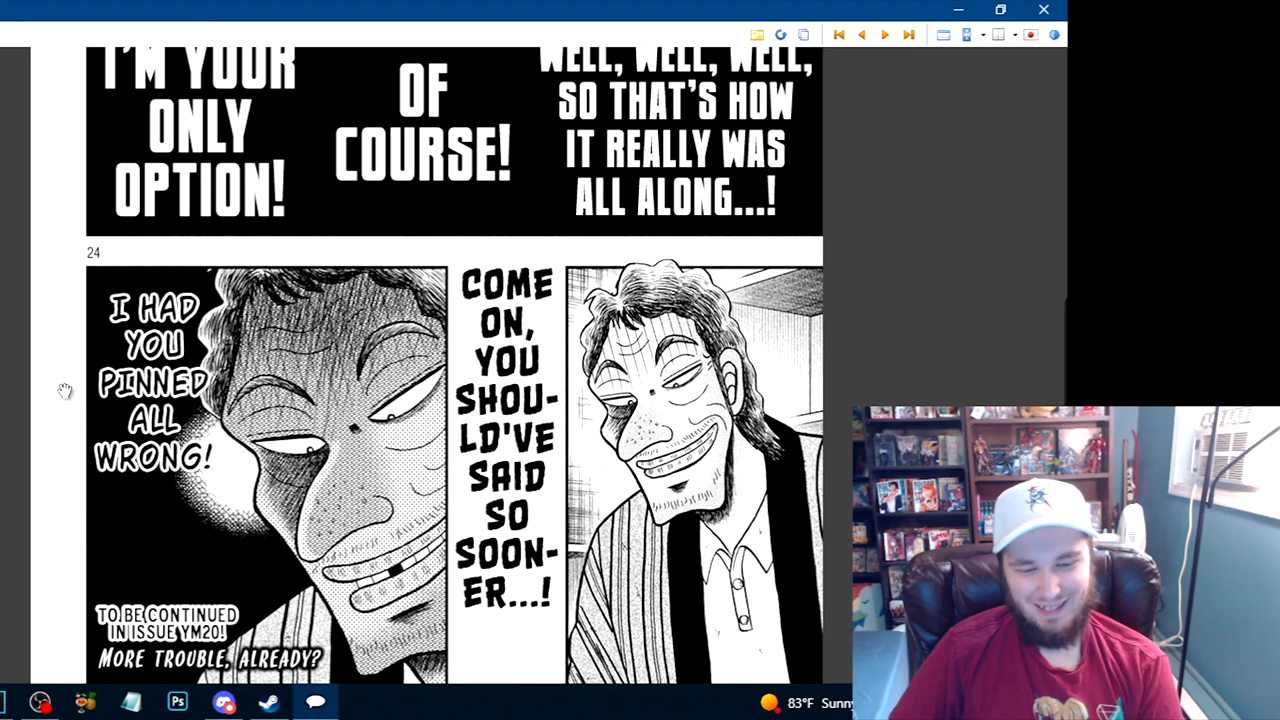 I'M YOUR
ONLY
OPTION!
OF
COURSE!
WELL, WELL, WELL,
SO THAT'S HOW
IT REALLY WAS
ALL ALONG...!
24
I HAD
YOU
PINNED
ALL
WRONG!
COME
ON,
YOU
SHOU-
LD'VE
SAID
SO
SOON-
ER...!
TO BE CONTINUED
IN ISSUE YM20!
MORE TROUBLE, ALREADY?
Ps
83°F Sunny